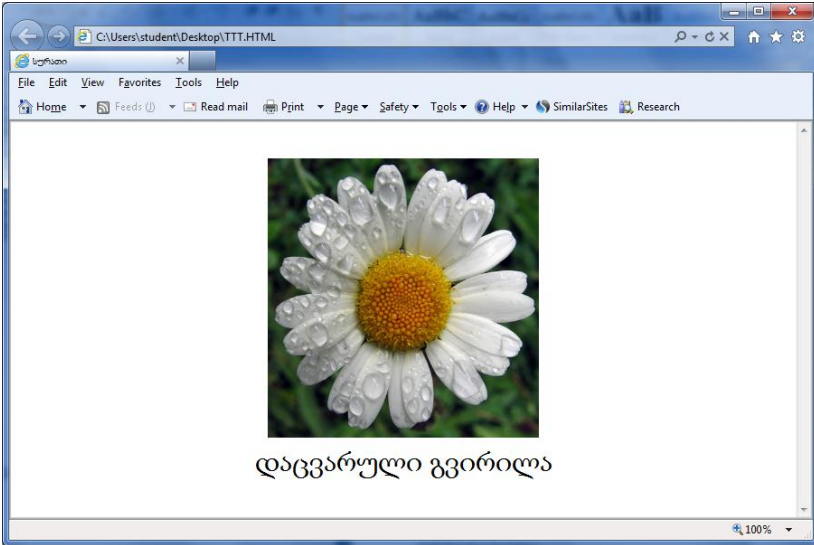 C:\Users\student\Desktop\TTT.HTML
სურათი
File Edit View Favorites Tools Help
Home Feeds (J) Read mail Print Page Safety Tools Help SimilarSites Research
დაცვარული გვირილა
100%